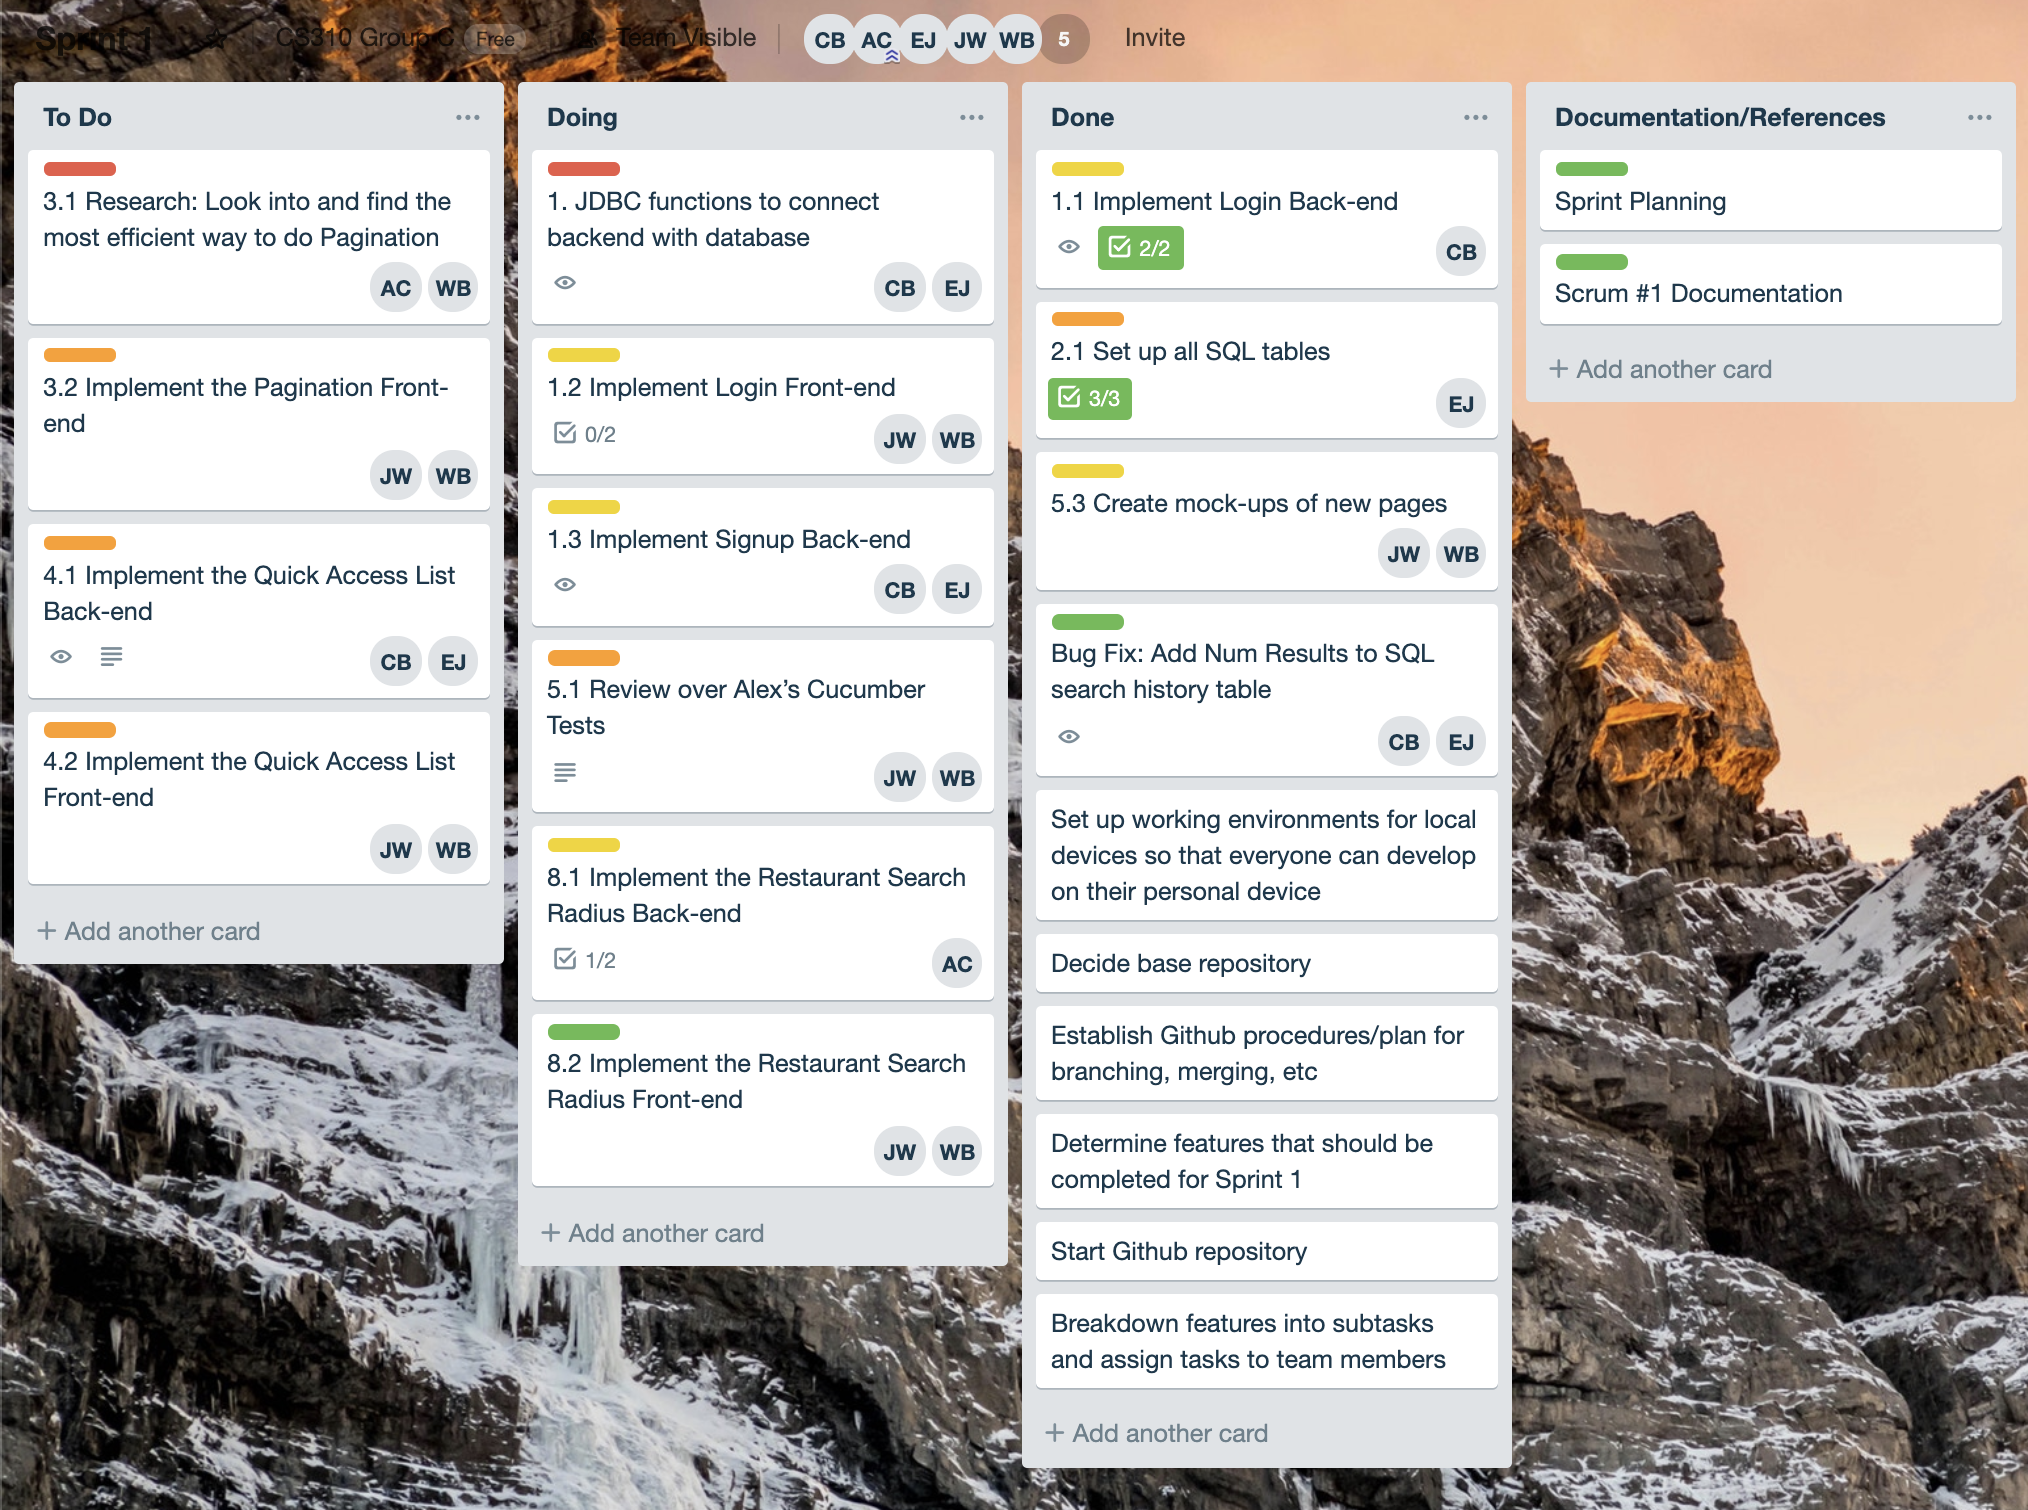 Sprint 1 CS310 Group C Free Team Visible CB AC EJ JW WB 5 Invite
To Do
3.1 Research: Look into and find the
most efficient way to do Pagination
AC WB
3.2 Implement the Pagination Front-
end
JW WB
4.1 Implement the Quick Access List
Back-end
CB EJ
4.2 Implement the Quick Access List
Front-end
JW WB
+ Add another card
Doing
1. JDBC functions to connect
backend with database
CB EJ
1.2 Implement Login Front-end
0/2 JW WB
1.3 Implement Signup Back-end
CB EJ
5.1 Review over Alex’s Cucumber
Tests
JW WB
8.1 Implement the Restaurant Search
Radius Back-end
1/2 AC
8.2 Implement the Restaurant Search
Radius Front-end
JW WB
+ Add another card
Done
1.1 Implement Login Back-end
2/2 CB
2.1 Set up all SQL tables
3/3 EJ
5.3 Create mock-ups of new pages
JW WB
Bug Fix: Add Num Results to SQL
search history table
CB EJ
Set up working environments for local
devices so that everyone can develop
on their personal device
Decide base repository
Establish Github procedures/plan for
branching, merging, etc
Determine features that should be
completed for Sprint 1
Start Github repository
Breakdown features into subtasks
and assign tasks to team members
+ Add another card
Documentation/References
Sprint Planning
Scrum #1 Documentation
+ Add another card